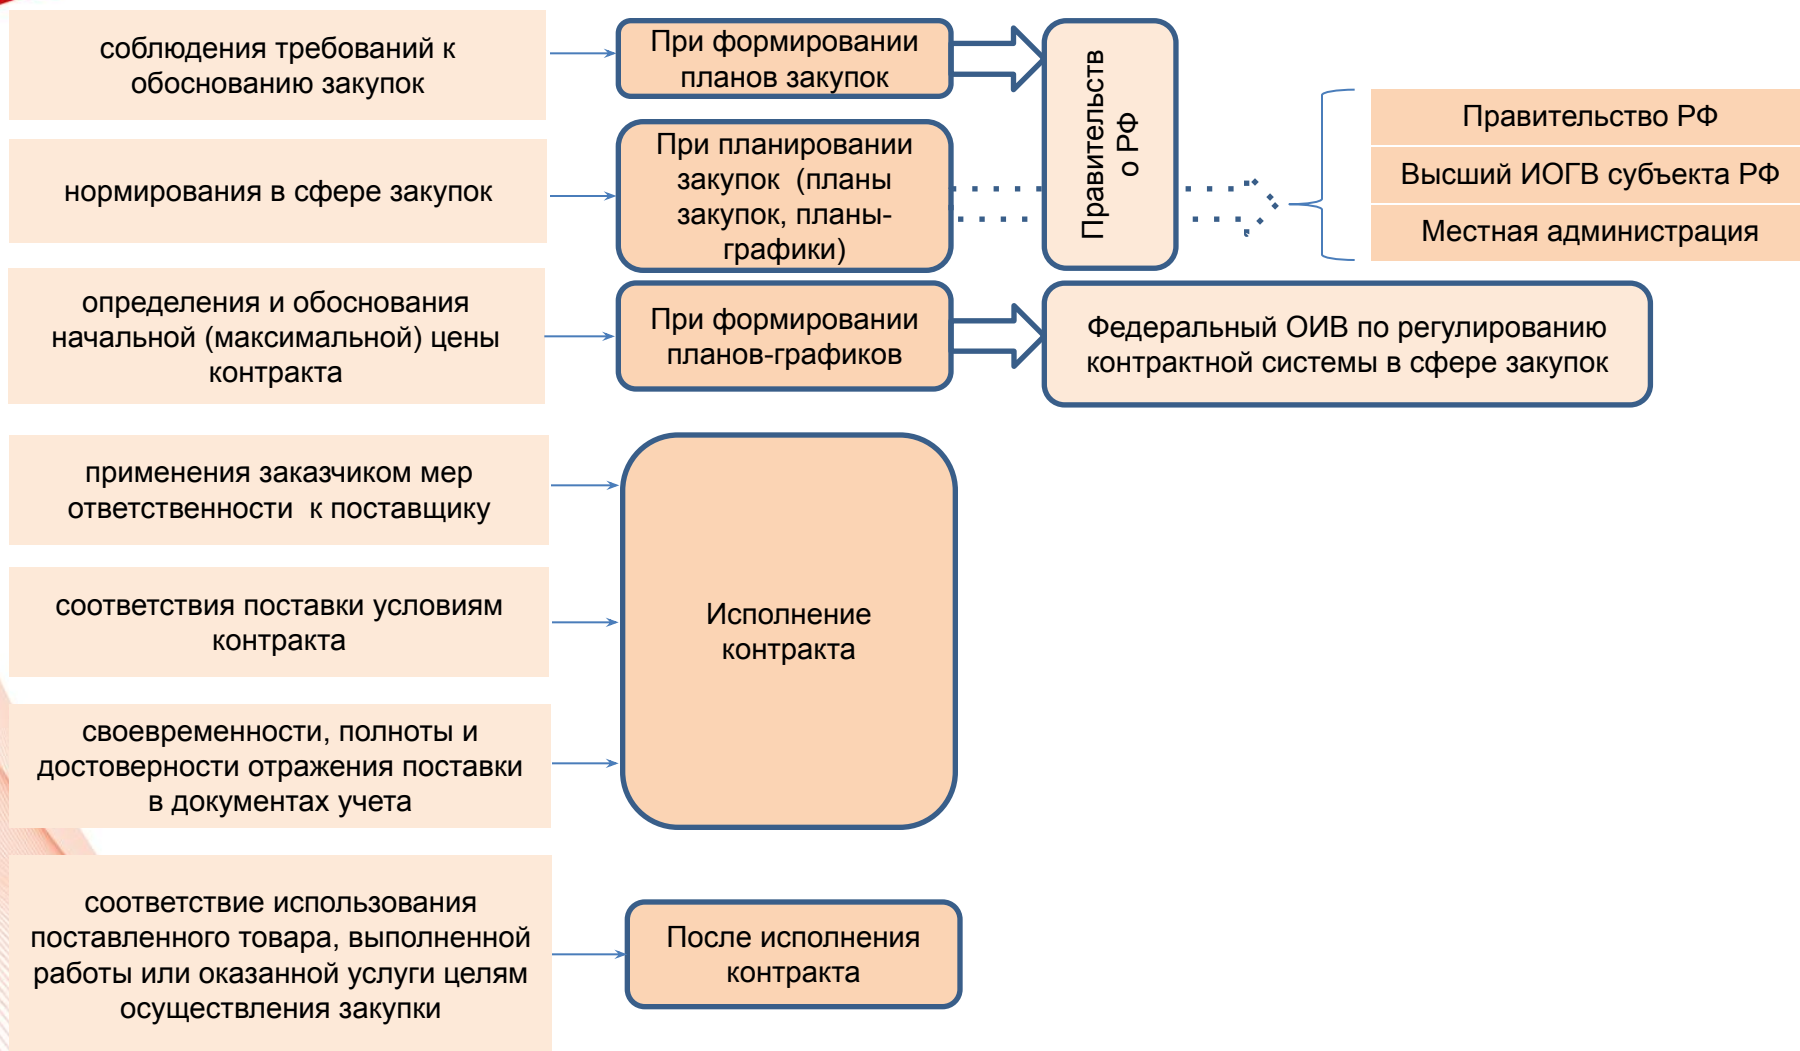 соблюдения требований к
обоснованию закупок
При формировании
планов закупок
Правительств
о РФ
нормирования в сфере закупок
При планировании
закупок (планы
закупок, планы-
графики)
Правительство РФ
Высший ИОГВ субъекта РФ
Местная администрация
определения и обоснования
начальной (максимальной) цены
контракта
При формировании
планов-графиков
Федеральный ОИВ по регулированию
контрактной системы в сфере закупок
применения заказчиком мер
ответственности к поставщику
соответствия поставки условиям
контракта
своевременности, полноты и
достоверности отражения поставки
в документах учета
Исполнение
контракта
соответствие использования
поставленного товара, выполненной
работы или оказанной услуги целям
осуществления закупки
После исполнения
контракта